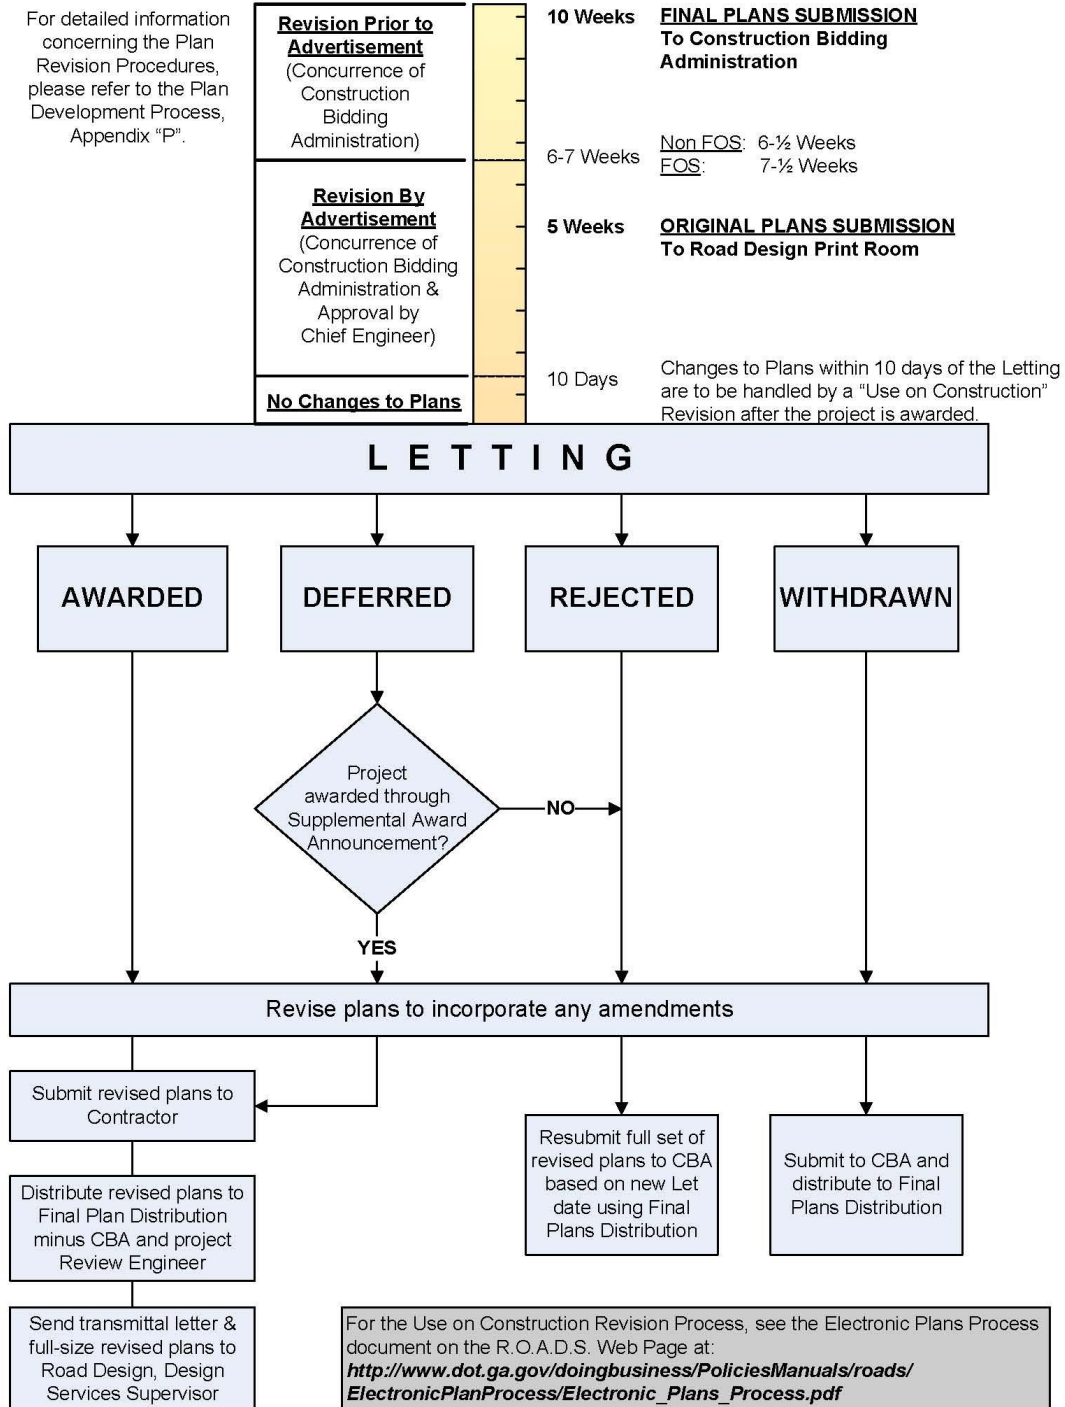 For detailed information
concerning the Plan
Revision Procedures,
please refer to the Plan
Development Process,
Appendix “P”.
Revision Prior to
Advertisement
(Concurrence of
Construction
Bidding
Administration)
10 Weeks
FINAL PLANS SUBMISSION
To Construction Bidding
Administration
6-7 Weeks
Non FOS: 6-½ Weeks
FOS: 7-½ Weeks
Revision By
Advertisement
(Concurrence of
Construction Bidding
Administration &
Approval by
Chief Engineer)
5 Weeks
ORIGINAL PLANS SUBMISSION
To Road Design Print Room
10 Days
Changes to Plans within 10 days of the Letting
are to be handled by a “Use on Construction”
Revision after the project is awarded.
No Changes to Plans
L E T T I N G
AWARDED
DEFERRED
REJECTED
WITHDRAWN
Project
awarded through
Supplemental Award
Announcement?
NO
YES
Revise plans to incorporate any amendments
Submit revised plans to
Contractor
Distribute revised plans to
Final Plan Distribution
minus CBA and project
Review Engineer
Send transmittal letter &
full-size revised plans to
Road Design, Design
Services Supervisor
Resubmit full set of
revised plans to CBA
based on new Let
date using Final
Plans Distribution
Submit to CBA and
distribute to Final
Plans Distribution
For the Use on Construction Revision Process, see the Electronic Plans Process
document on the R.O.A.D.S. Web Page at:
http://www.dot.ga.gov/doingbusiness/PoliciesManuals/roads/
ElectronicPlanProcess/Electronic_Plans_Process.pdf